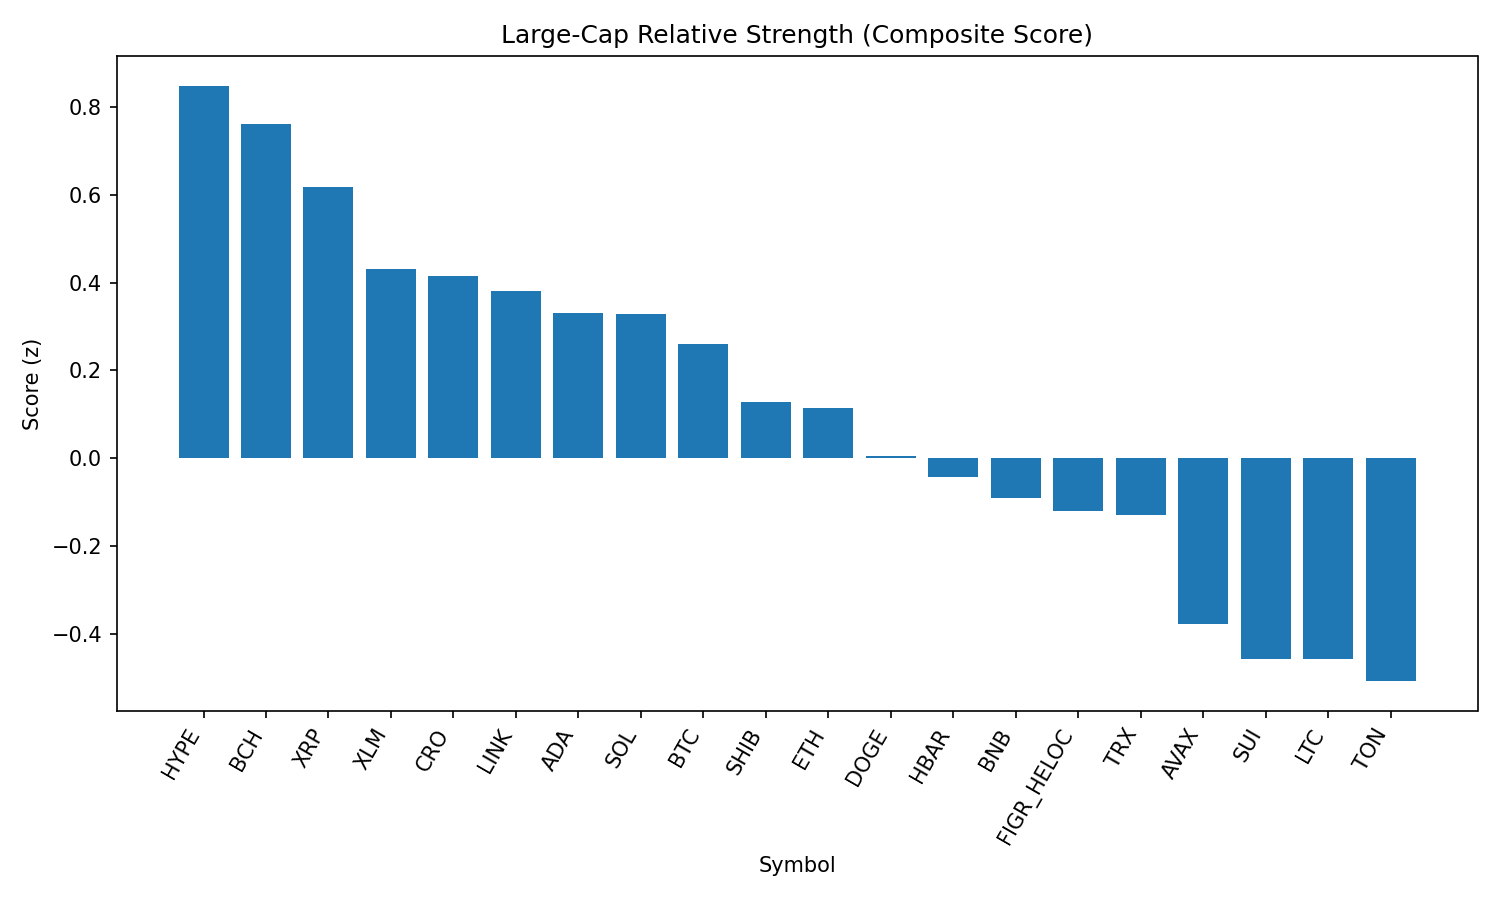 Large-Cap Relative Strength (Composite Score)
Score (z)
0.8
0.6
0.4
0.2
0.0
−0.2
−0.4
HYPE
BCH
XRP
XLM
CRO
LINK
ADA
SOL
BTC
SHIB
ETH
DOGE
HBAR
BNB
FIGR_HELOC
TRX
AVAX
SUI
LTC
TON
Symbol